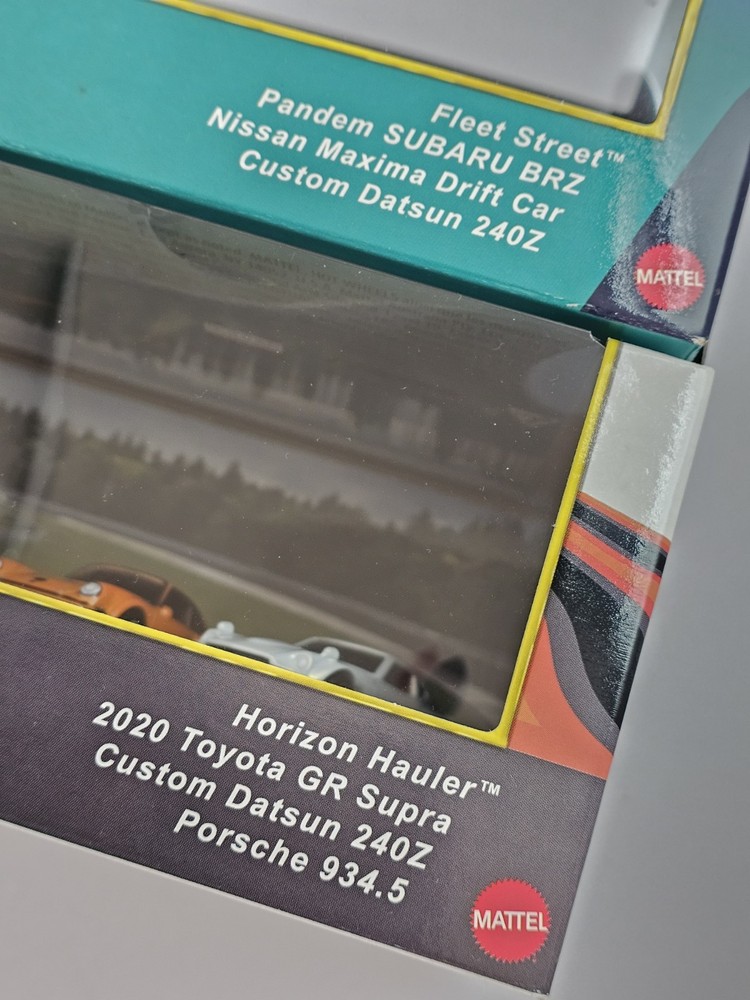 Fleet Street™
Pandem SUBARU BRZ
Nissan Maxima Drift Car
Custom Datsun 240Z
MATTEL
Horizon Hauler™
2020 Toyota GR Supra
Custom Datsun 240Z
Porsche 934.5
MATTEL